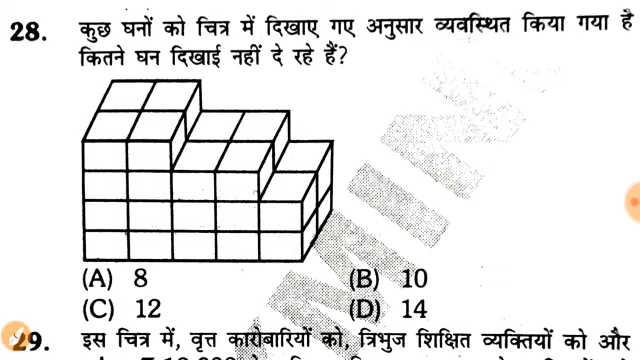 28. कुछ घनों को चित्र में दिखाए गए अनुसार व्यवस्थित किया गया है
कितने घन दिखाई नहीं दे रहे हैं?
(A) 8 (B) 10
(C) 12 (D) 14
29. इस चित्र में, वृत्त कारोबारियों को, त्रिभुज शिक्षित व्यक्तियों को और